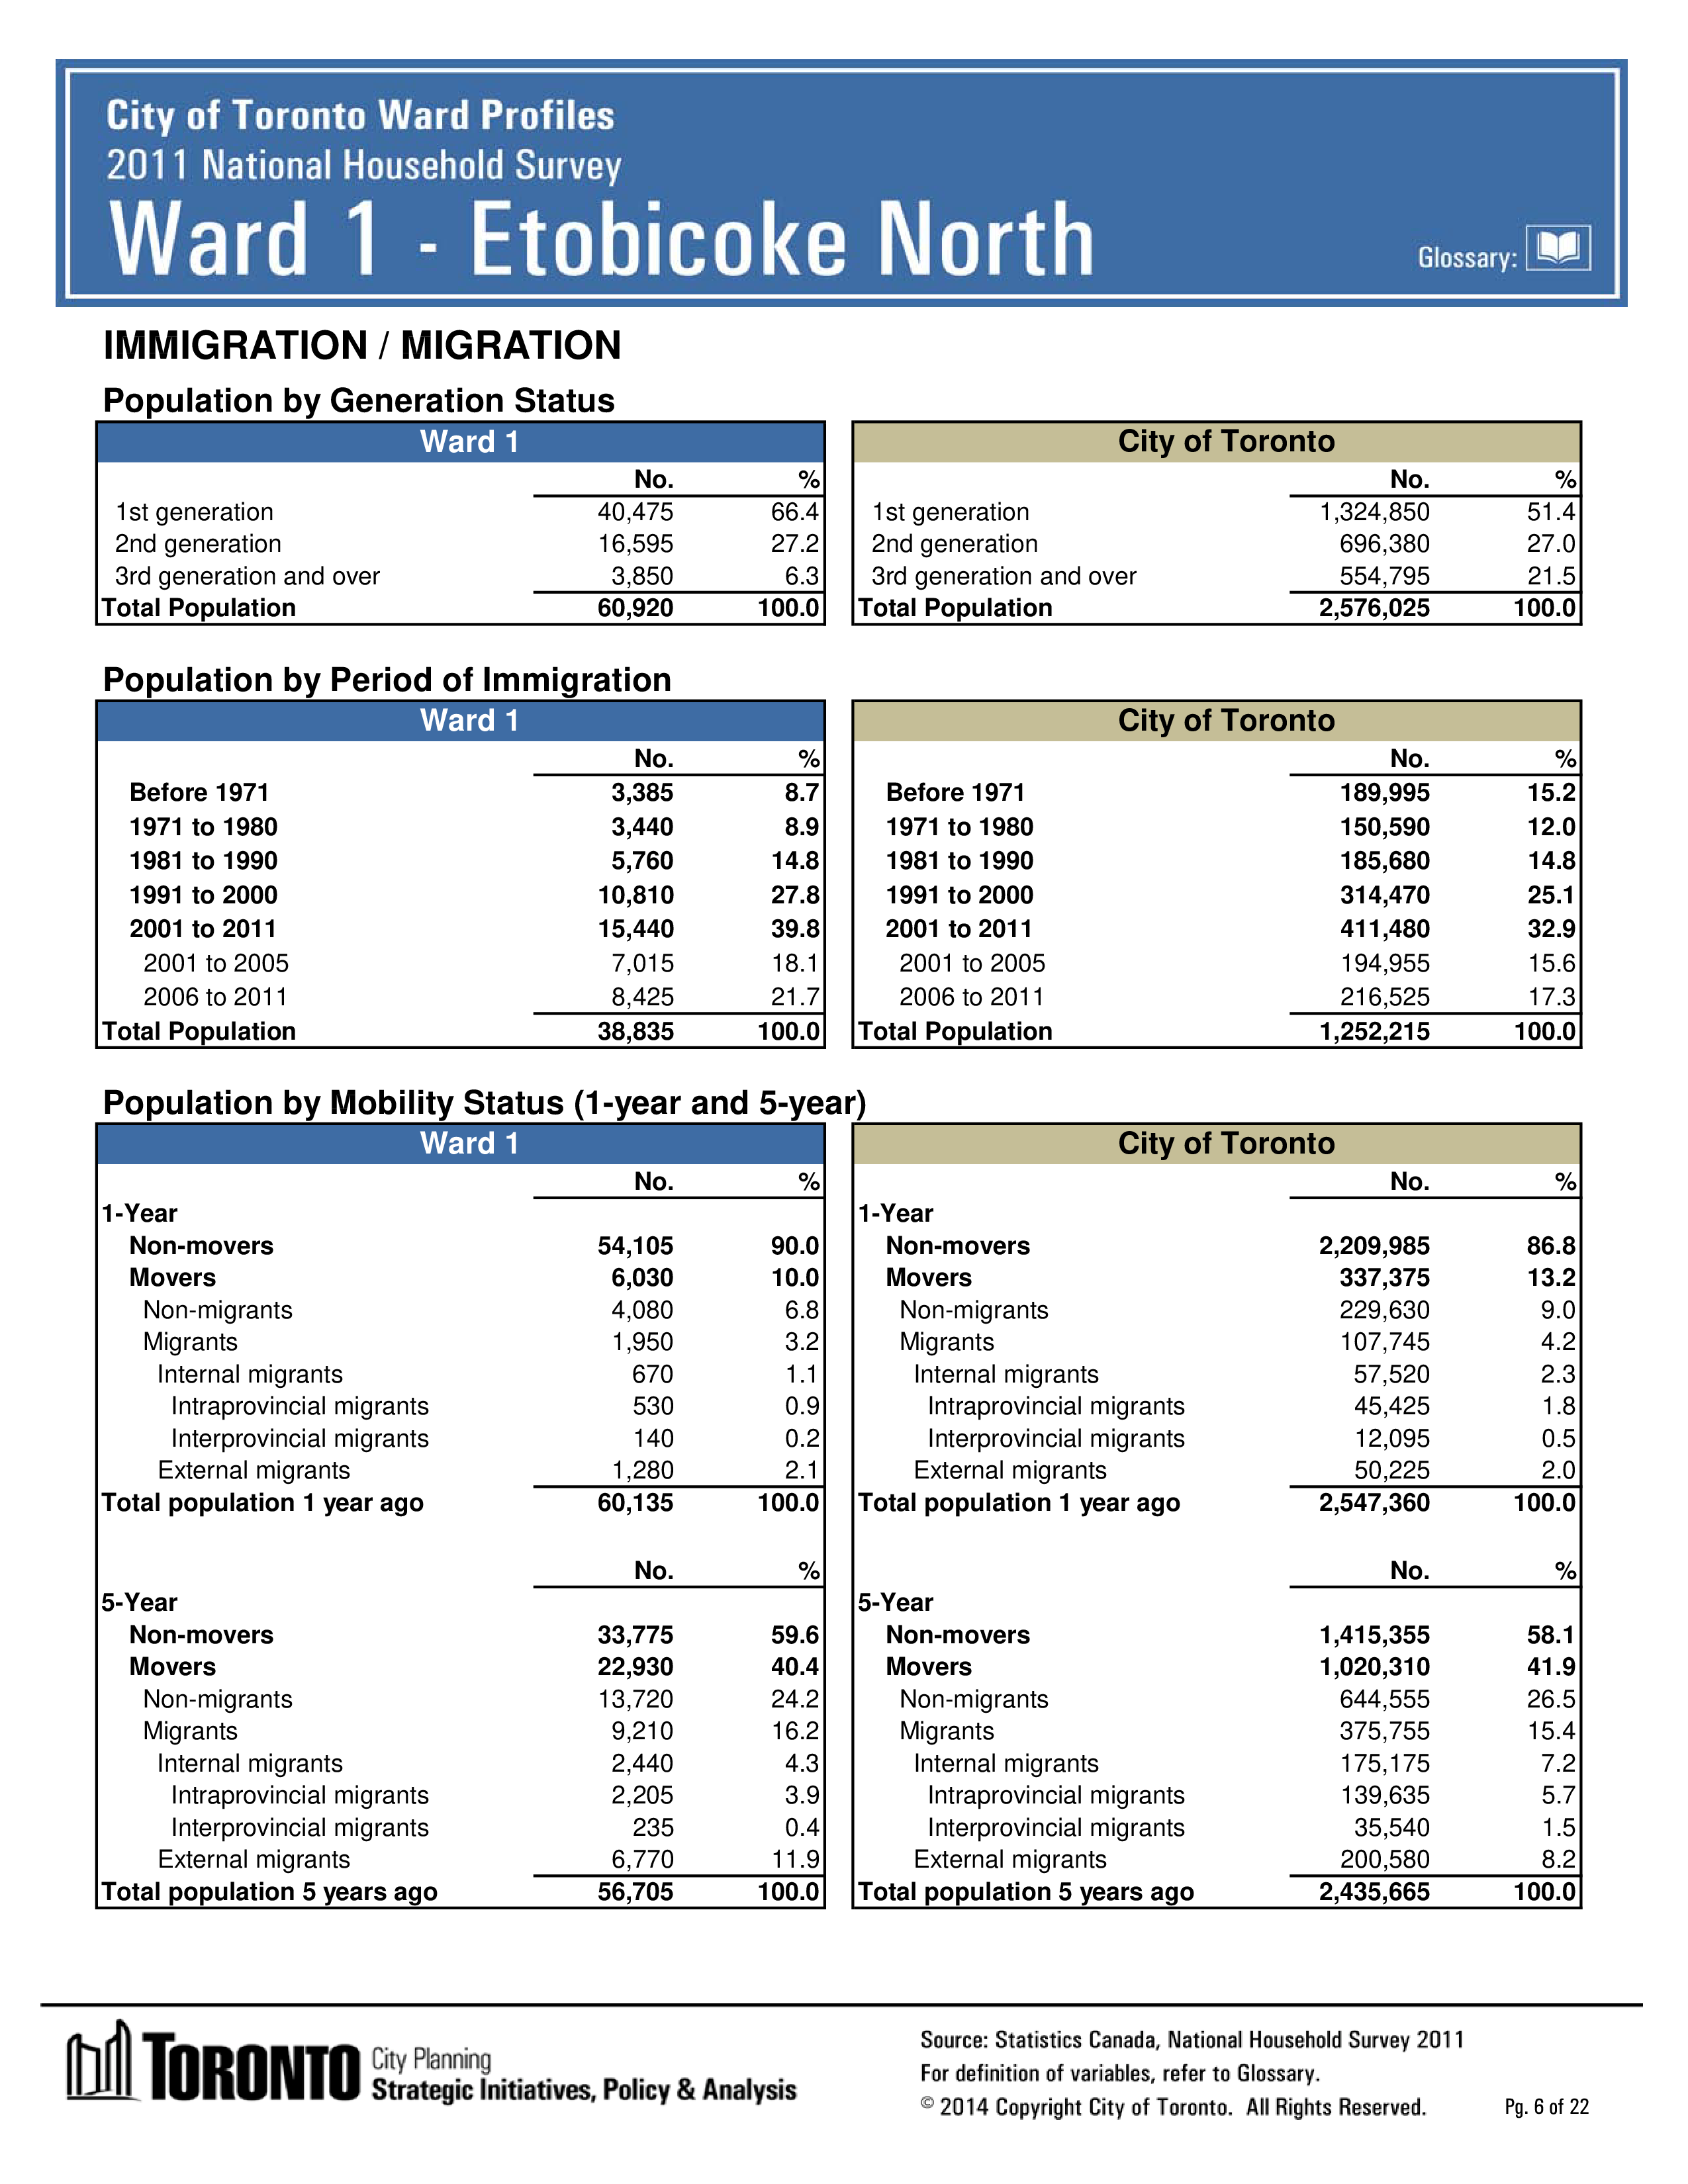 City of Toronto Ward Profiles
2011 National Household Survey
Ward 1 - Etobicoke North
Glossary:
IMMIGRATION / MIGRATION
Population by Generation Status
Ward 1 City of Toronto
No. % No. %
1st generation 40,475 66.4 1st generation 1,324,850 51.4
2nd generation 16,595 27.2 2nd generation 696,380 27.0
3rd generation and over 3,850 6.3 3rd generation and over 554,795 21.5
Total Population 60,920 100.0 Total Population 2,576,025 100.0
Population by Period of Immigration
Ward 1 City of Toronto
No. % No. %
Before 1971 3,385 8.7 Before 1971 189,995 15.2
1971 to 1980 3,440 8.9 1971 to 1980 150,590 12.0
1981 to 1990 5,760 14.8 1981 to 1990 185,680 14.8
1991 to 2000 10,810 27.8 1991 to 2000 314,470 25.1
2001 to 2011 15,440 39.8 2001 to 2011 411,480 32.9
2001 to 2005 7,015 18.1 2001 to 2005 194,955 15.6
2006 to 2011 8,425 21.7 2006 to 2011 216,525 17.3
Total Population 38,835 100.0 Total Population 1,252,215 100.0
Population by Mobility Status (1-year and 5-year)
Ward 1 City of Toronto
No. % No. %
1-Year 1-Year
Non-movers 54,105 90.0 Non-movers 2,209,985 86.8
Movers 6,030 10.0 Movers 337,375 13.2
Non-migrants 4,080 6.8 Non-migrants 229,630 9.0
Migrants 1,950 3.2 Migrants 107,745 4.2
Internal migrants 670 1.1 Internal migrants 57,520 2.3
Intraprovincial migrants 530 0.9 Intraprovincial migrants 45,425 1.8
Interprovincial migrants 140 0.2 Interprovincial migrants 12,095 0.5
External migrants 1,280 2.1 External migrants 50,225 2.0
Total population 1 year ago 60,135 100.0 Total population 1 year ago 2,547,360 100.0
No. % No. %
5-Year 5-Year
Non-movers 33,775 59.6 Non-movers 1,415,355 58.1
Movers 22,930 40.4 Movers 1,020,310 41.9
Non-migrants 13,720 24.2 Non-migrants 644,555 26.5
Migrants 9,210 16.2 Migrants 375,755 15.4
Internal migrants 2,440 4.3 Internal migrants 175,175 7.2
Intraprovincial migrants 2,205 3.9 Intraprovincial migrants 139,635 5.7
Interprovincial migrants 235 0.4 Interprovincial migrants 35,540 1.5
External migrants 6,770 11.9 External migrants 200,580 8.2
Total population 5 years ago 56,705 100.0 Total population 5 years ago 2,435,665 100.0
TORONTO City Planning
Strategic Initiatives, Policy & Analysis
Source: Statistics Canada, National Household Survey 2011
For definition of variables, refer to Glossary.
© 2014 Copyright City of Toronto. All Rights Reserved. Pg. 6 of 22